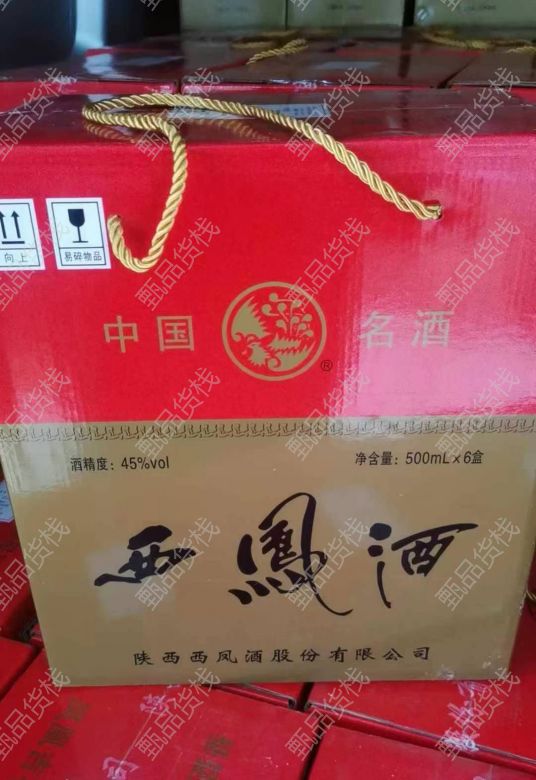 向上
易碎物品
中国 名酒
®
酒精度：45%vol
净含量：500mL×6盒
西鳳酒
陕西西凤酒股份有限公司
甄品货栈